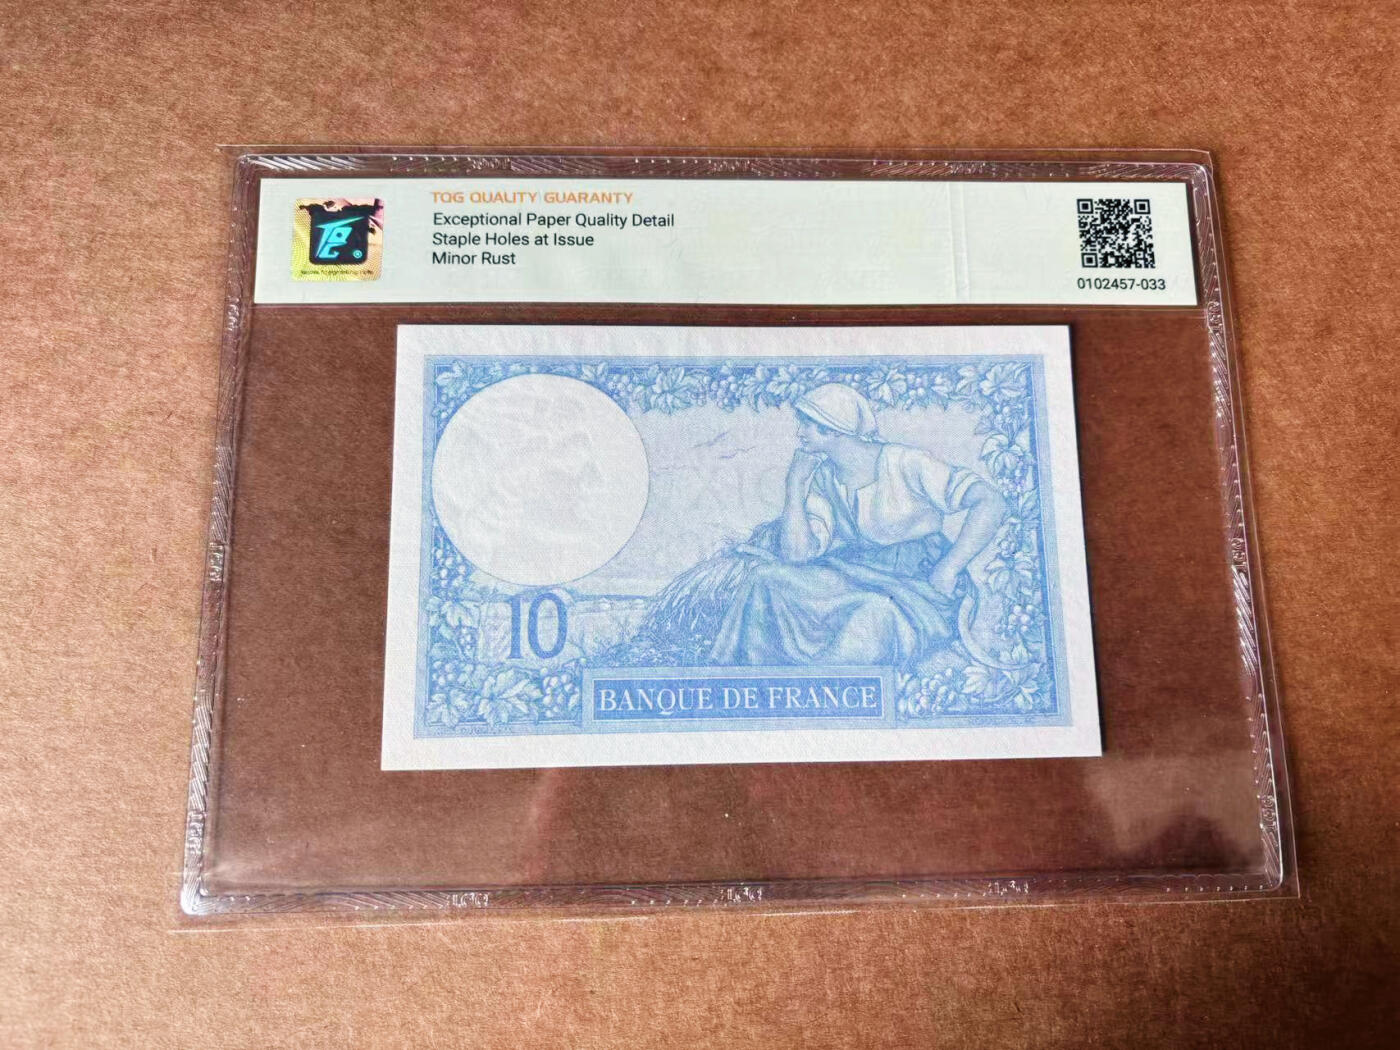 TQG QUALITY GUARANTY
Exceptional Paper Quality Detail
Staple Holes at Issue
Minor Rust
0102457-033
10
BANQUE DE FRANCE